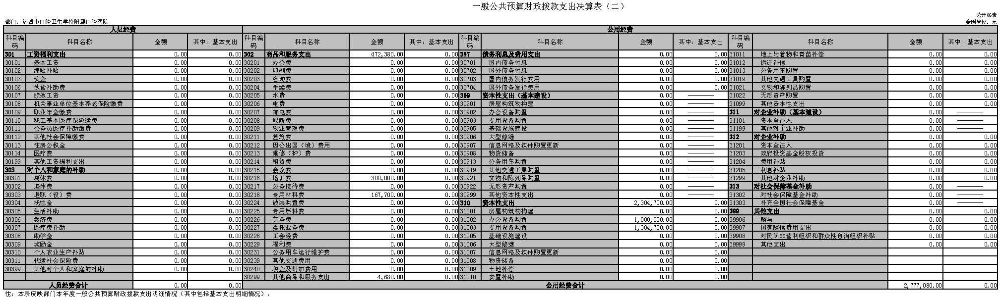 一般公共预算财政拨款支出决算表（二）
公开06表
部门：运城市口腔卫生学校附属口腔医院 金额单位：元
人员经费 公用经费
科目编码 科目名称 金额 其中：基本支出 科目编码 科目名称 金额 其中：基本支出 科目编码 科目名称 金额 其中：基本支出 科目编码 科目名称 金额 其中：基本支出
301 工资福利支出 0.00 0.00 302 商品和服务支出 472,380.00 0.00 307 债务利息及费用支出 0.00 0.00 31011 地上附着物和青苗补偿 0.00 0.00
30101 基本工资 0.00 0.00 30201 办公费 0.00 0.00 30701 国内债务付息 0.00 0.00 31012 拆迁补偿 0.00 0.00
30102 津贴补贴 0.00 0.00 30202 印刷费 0.00 0.00 30702 国外债务付息 0.00 0.00 31013 公务用车购置 0.00 0.00
30103 奖金 0.00 0.00 30203 咨询费 0.00 0.00 30703 国内债务发行费用 0.00 0.00 31019 其他交通工具购置 0.00 0.00
30106 伙食补助费 0.00 0.00 30204 手续费 0.00 0.00 30704 国外债务发行费用 0.00 0.00 31021 文物和陈列品购置 0.00 0.00
30107 绩效工资 0.00 0.00 30205 水费 0.00 0.00 309 资本性支出（基本建设） 0.00 ———— 31022 无形资产购置 0.00 0.00
30108 机关事业单位基本养老保险缴费 0.00 0.00 30206 电费 0.00 0.00 30901 房屋构筑物构建 0.00 ———— 31099 其他资本性支出 0.00 0.00
30109 职业年金缴费 0.00 0.00 30207 邮电费 0.00 0.00 30902 办公设备购置 0.00 ———— 311 对企业补助（基本建设） 0.00 ————
30110 职工基本医疗保险缴费 0.00 0.00 30208 取暖费 0.00 0.00 30903 专用设备购置 0.00 ———— 31101 资本金注入 0.00 ————
30111 公务员医疗补助缴费 0.00 0.00 30209 物业管理费 0.00 0.00 30905 基础设施建设 0.00 ———— 31199 其他对企业补助 0.00 ————
30112 其他社会保障缴费 0.00 0.00 30211 差旅费 0.00 0.00 30906 大型修缮 0.00 ———— 312 对企业补助 0.00 0.00
30113 住房公积金 0.00 0.00 30212 因公出国（境）费用 0.00 0.00 30907 信息网络及软件购置更新 0.00 ———— 31201 资本金注入 0.00 0.00
30114 医疗费 0.00 0.00 30213 维修（护）费 0.00 0.00 30908 物资储备 0.00 ———— 31203 政府投资基金股权投资 0.00 0.00
30199 其他工资福利支出 0.00 0.00 30214 租赁费 0.00 0.00 30913 公务用车购置 0.00 ———— 31204 费用补贴 0.00 0.00
303 对个人和家庭的补助 0.00 0.00 30215 会议费 0.00 0.00 30919 其他交通工具购置 0.00 ———— 31205 利息补贴 0.00 0.00
30301 离休费 0.00 0.00 30216 培训费 300,000.00 0.00 30921 文物和陈列品购置 0.00 ———— 31299 其他对企业补助 0.00 0.00
30302 退休费 0.00 0.00 30217 公务接待费 0.00 0.00 30922 无形资产购置 0.00 ———— 313 对社会保障基金补助 0.00 ————
30303 退职（役）费 0.00 0.00 30218 专用材料费 167,700.00 0.00 30999 其他资本性支出 0.00 ———— 31302 对社会保障基金补助 0.00 ————
30304 抚恤金 0.00 0.00 30224 被装购置费 0.00 0.00 310 资本性支出 2,304,700.00 0.00 31303 补充全国社会保障基金 0.00 ————
30305 生活补助 0.00 0.00 30225 专用燃料费 0.00 0.00 31001 房屋构筑物构建 0.00 0.00 399 其他支出 0.00 0.00
30306 救济费 0.00 0.00 30226 劳务费 0.00 0.00 31002 办公设备购置 1,000,000.00 0.00 39906 赠与 0.00 0.00
30307 医疗费补助 0.00 0.00 30227 委托业务费 0.00 0.00 31003 专用设备购置 1,304,700.00 0.00 39907 国家赔偿费用支出 0.00 0.00
30308 助学金 0.00 0.00 30228 工会经费 0.00 0.00 31005 基础设施建设 0.00 0.00 39908 对民间非营利组织和群众性自治组织补贴 0.00 0.00
30309 奖励金 0.00 0.00 30229 福利费 0.00 0.00 31006 大型修缮 0.00 0.00 39999 其他支出 0.00 0.00
30310 个人农业生产补贴 0.00 0.00 30231 公务用车运行维护费 0.00 0.00 31007 信息网络及软件购置更新 0.00 0.00
30311 代缴社会保险费 0.00 0.00 30239 其他交通费用 0.00 0.00 31008 物资储备 0.00 0.00
30399 其他对个人和家庭的补助 0.00 0.00 30240 税金及附加费用 0.00 0.00 31009 土地补偿 0.00 0.00
30299 其他商品和服务支出 4,680.00 0.00 31010 安置补助 0.00 0.00
人员经费合计 0.00 0.00 公用经费合计 2,777,080.00 0.00
注：本表反映部门本年度一般公共预算财政拨款支出明细情况（其中包括基本支出明细情况）。